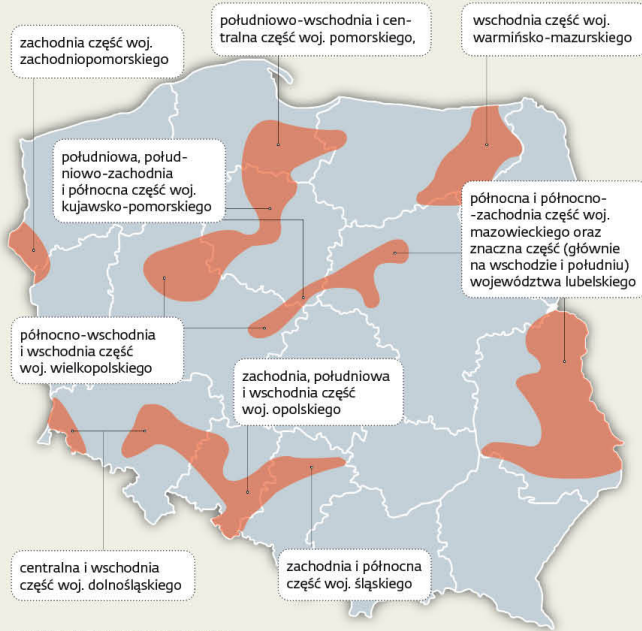 zachodnia część woj.
zachodniopomorskiego
południowo-wschodnia i cen-
tralna część woj. pomorskiego,
wschodnia część woj.
warmińsko-mazurskiego
południowa, połud-
niowo-zachodnia
i północna część woj.
kujawsko-pomorskiego
północna i północno-
-zachodnia część woj.
mazowieckiego oraz
znaczna część (głównie
na wschodzie i południu)
województwa lubelskiego
północno-wschodnia
i wschodnia część
woj. wielkopolskiego
zachodnia, południowa
i wschodnia część
woj. opolskiego
centralna i wschodnia
część woj. dolnośląskiego
zachodnia i północna
część woj. śląskiego